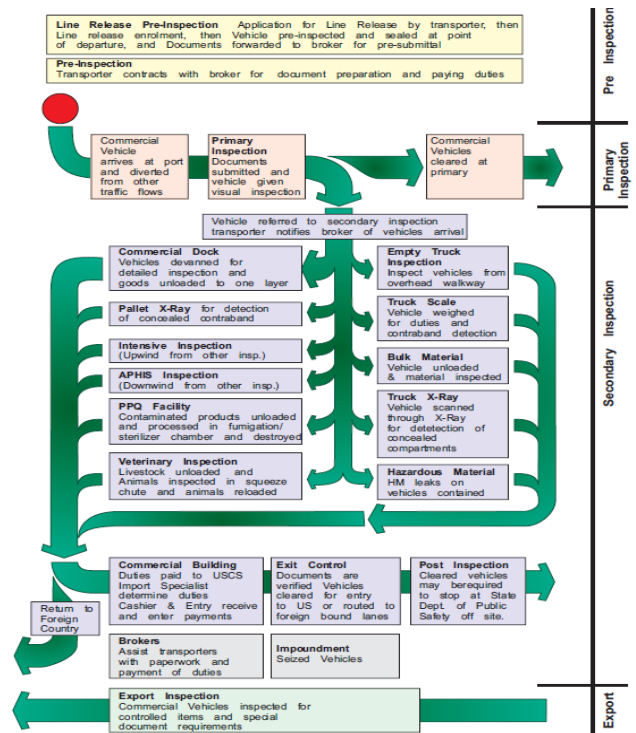 Line Release Pre-Inspection Application for Line Release by transporter, then
Line release enrolment, then Vehicle pre-inspected and sealed at point
of departure, and Documents forwarded to broker for pre-submittal
Pre-Inspection
Transporter contracts with broker for document preparation and paying duties
Pre Inspection
Commercial
Vehicle
arrives at port
and diverted
from other
traffic flows
Primary
Inspection
Documents
submitted and
vehicle given
visual inspection
Commercial
Vehicles
cleared at
primary
Primary
Inspection
Vehicle referred to secondary inspection
transporter notifies broker of vehicles arrival
Commercial Dock
Vehicles devanned for
detailed inspection and
goods unloaded to one layer
Pallet X-Ray for detection
of concealed contraband
Intensive Inspection
(Upwind from other insp.)
APHIS Inspection
(Downwind from other insp.)
PPQ Facility
Contaminated products unloaded
and processed in fumigation/
sterilizer chamber and destroyed
Veterinary Inspection
Livestock unloaded and
Animals inspected in squeeze
chute and animals reloaded
Empty Truck
Inspection
Inspect vehicles from
overhead walkway
Truck Scale
Vehicle weighed
for duties and
contraband detection
Bulk Material
Vehicle unloaded
& material inspected
Truck X-Ray
Vehicle scanned
through X-Ray
for detetection of
concealed
compartments
Hazardous Material
HM leaks on
vehicles contained
Secondary Inspection
Commercial Building
Duties paid to USCS
Import Specialist
determine duties
Cashier & Entry receive
and enter payments
Exit Control
Documents are
verified Vehicles
cleared for entry
to US or routed to
foreign bound lanes
Post Inspection
Cleared vehicles
may berequired
to stop at State
Dept. of Public
Safety off site.
Return to
Foreign
Country
Brokers
Assist transporters
with paperwork and
payment of duties
Impoundment
Seized Vehicles
Export Inspection
Commercial Vehicles inspected for
controlled items and special
document requirements
Export